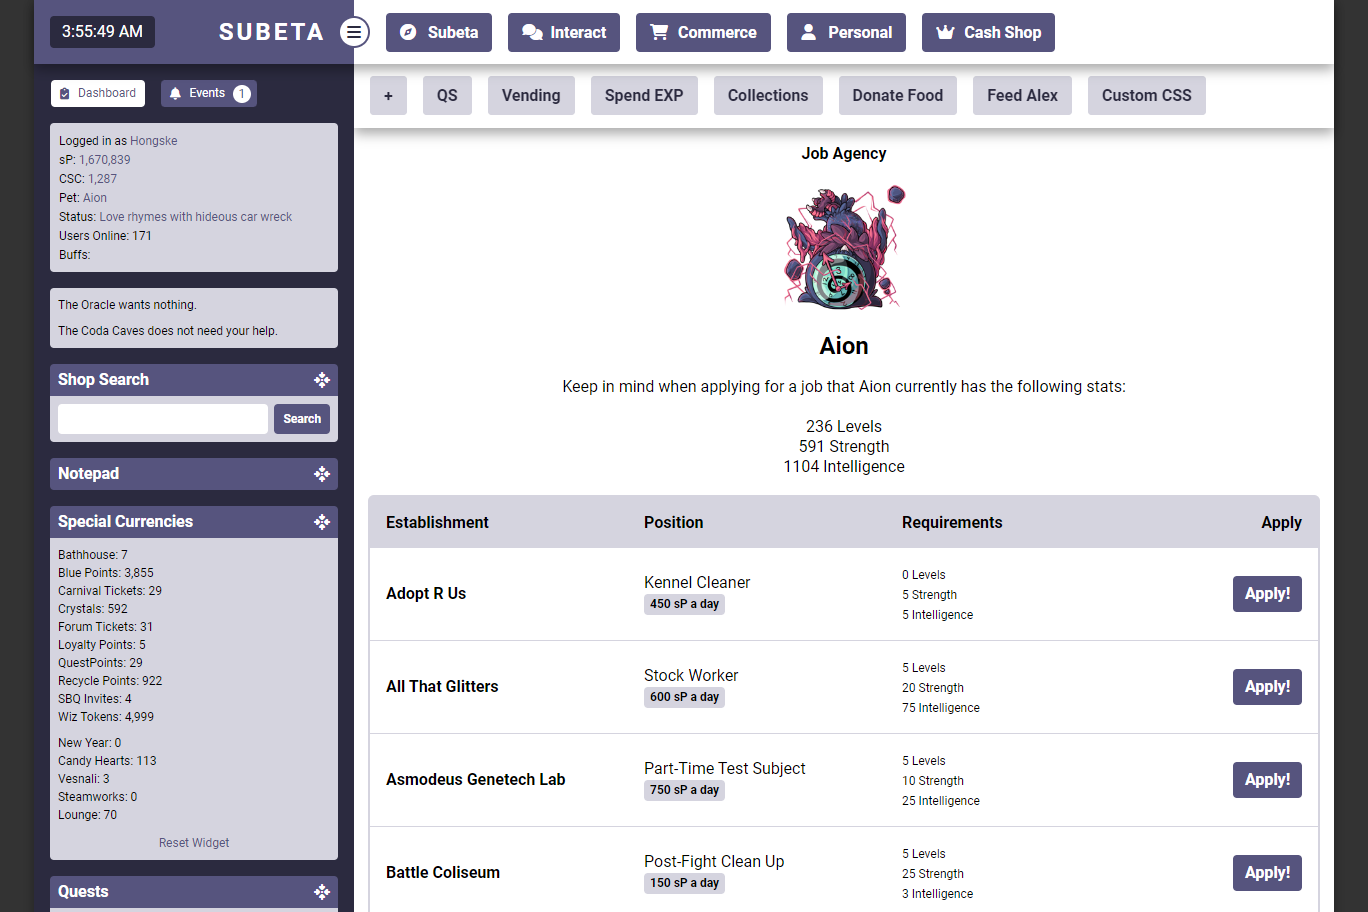 3:55:49 AM
SUBETA
Subeta
Interact
Commerce
Personal
Cash Shop
Dashboard
Events 1
+
QS
Vending
Spend EXP
Collections
Donate Food
Feed Alex
Custom CSS
Logged in as Hongske
sP: 1,670,839
CSC: 1,287
Pet: Aion
Status: Love rhymes with hideous car wreck
Users Online: 171
Buffs:
The Oracle wants nothing.
The Coda Caves does not need your help.
Shop Search
Search
Notepad
Special Currencies
Bathhouse: 7
Blue Points: 3,855
Carnival Tickets: 29
Crystals: 592
Forum Tickets: 31
Loyalty Points: 5
QuestPoints: 29
Recycle Points: 922
SBQ Invites: 4
Wiz Tokens: 4,999
New Year: 0
Candy Hearts: 113
Vesnali: 3
Steamworks: 0
Lounge: 70
Reset Widget
Quests
Job Agency
Aion
Keep in mind when applying for a job that Aion currently has the following stats:
236 Levels
591 Strength
1104 Intelligence
Establishment
Position
Requirements
Apply
Adopt R Us
Kennel Cleaner
450 sP a day
0 Levels
5 Strength
5 Intelligence
Apply!
All That Glitters
Stock Worker
600 sP a day
5 Levels
20 Strength
75 Intelligence
Apply!
Asmodeus Genetech Lab
Part-Time Test Subject
750 sP a day
5 Levels
10 Strength
25 Intelligence
Apply!
Battle Coliseum
Post-Fight Clean Up
150 sP a day
5 Levels
25 Strength
3 Intelligence
Apply!